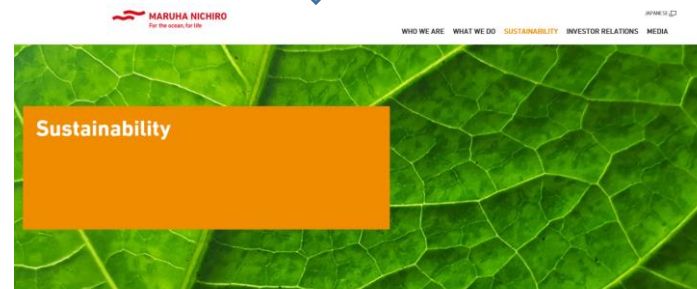 MARUHA NICHIRO
For the ocean, for life
JAPANESE
WHO WE ARE WHAT WE DO SUSTAINABILITY INVESTOR RELATIONS MEDIA
Sustainability